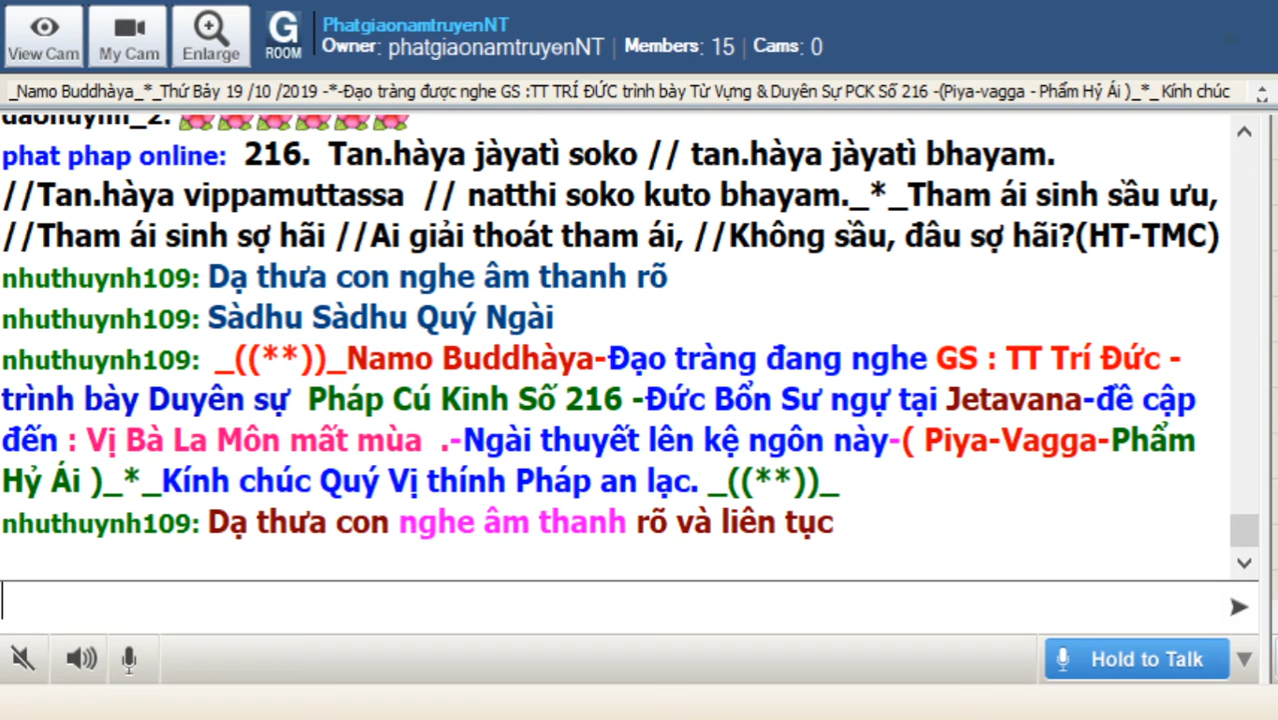 View Cam
My Cam
Enlarge
G
ROOM
PhatgiaonamtruyenNT
Owner: phatgiaonamtruyenNT | Members: 15 | Cams: 0
_Namo Buddhàya_*_Thứ Bảy 19 /10 /2019 -*-Đạo tràng được nghe GS :TT TRÍ ĐỨC trình bày Từ Vựng & Duyên Sự PCK Số 216 -(Piya-vagga - Phẩm Hỷ Ái )_*_ Kính chúc
daohuynh_2:
phat phap online: 216. Tan.hàya jàyatì soko // tan.hàya jàyatì bhayam.
//Tan.hàya vippamuttassa // natthi soko kuto bhayam._*_Tham ái sinh sầu ưu,
//Tham ái sinh sợ hãi //Ai giải thoát tham ái, //Không sầu, đâu sợ hãi?(HT-TMC)
nhuthuynh109: Dạ thưa con nghe âm thanh rõ
nhuthuynh109: Sàdhu Sàdhu Quý Ngài
nhuthuynh109: _((**))_Namo Buddhàya-Đạo tràng đang nghe GS : TT Trí Đức -
trình bày Duyên sự Pháp Cú Kinh Số 216 -Đức Bổn Sư ngự tại Jetavana-đề cập
đến : Vị Bà La Môn mất mùa .-Ngài thuyết lên kệ ngôn này-( Piya-Vagga-Phẩm
Hỷ Ái )_*_Kính chúc Quý Vị thính Pháp an lạc. _((**))_
nhuthuynh109: Dạ thưa con nghe âm thanh rõ và liên tục
Hold to Talk